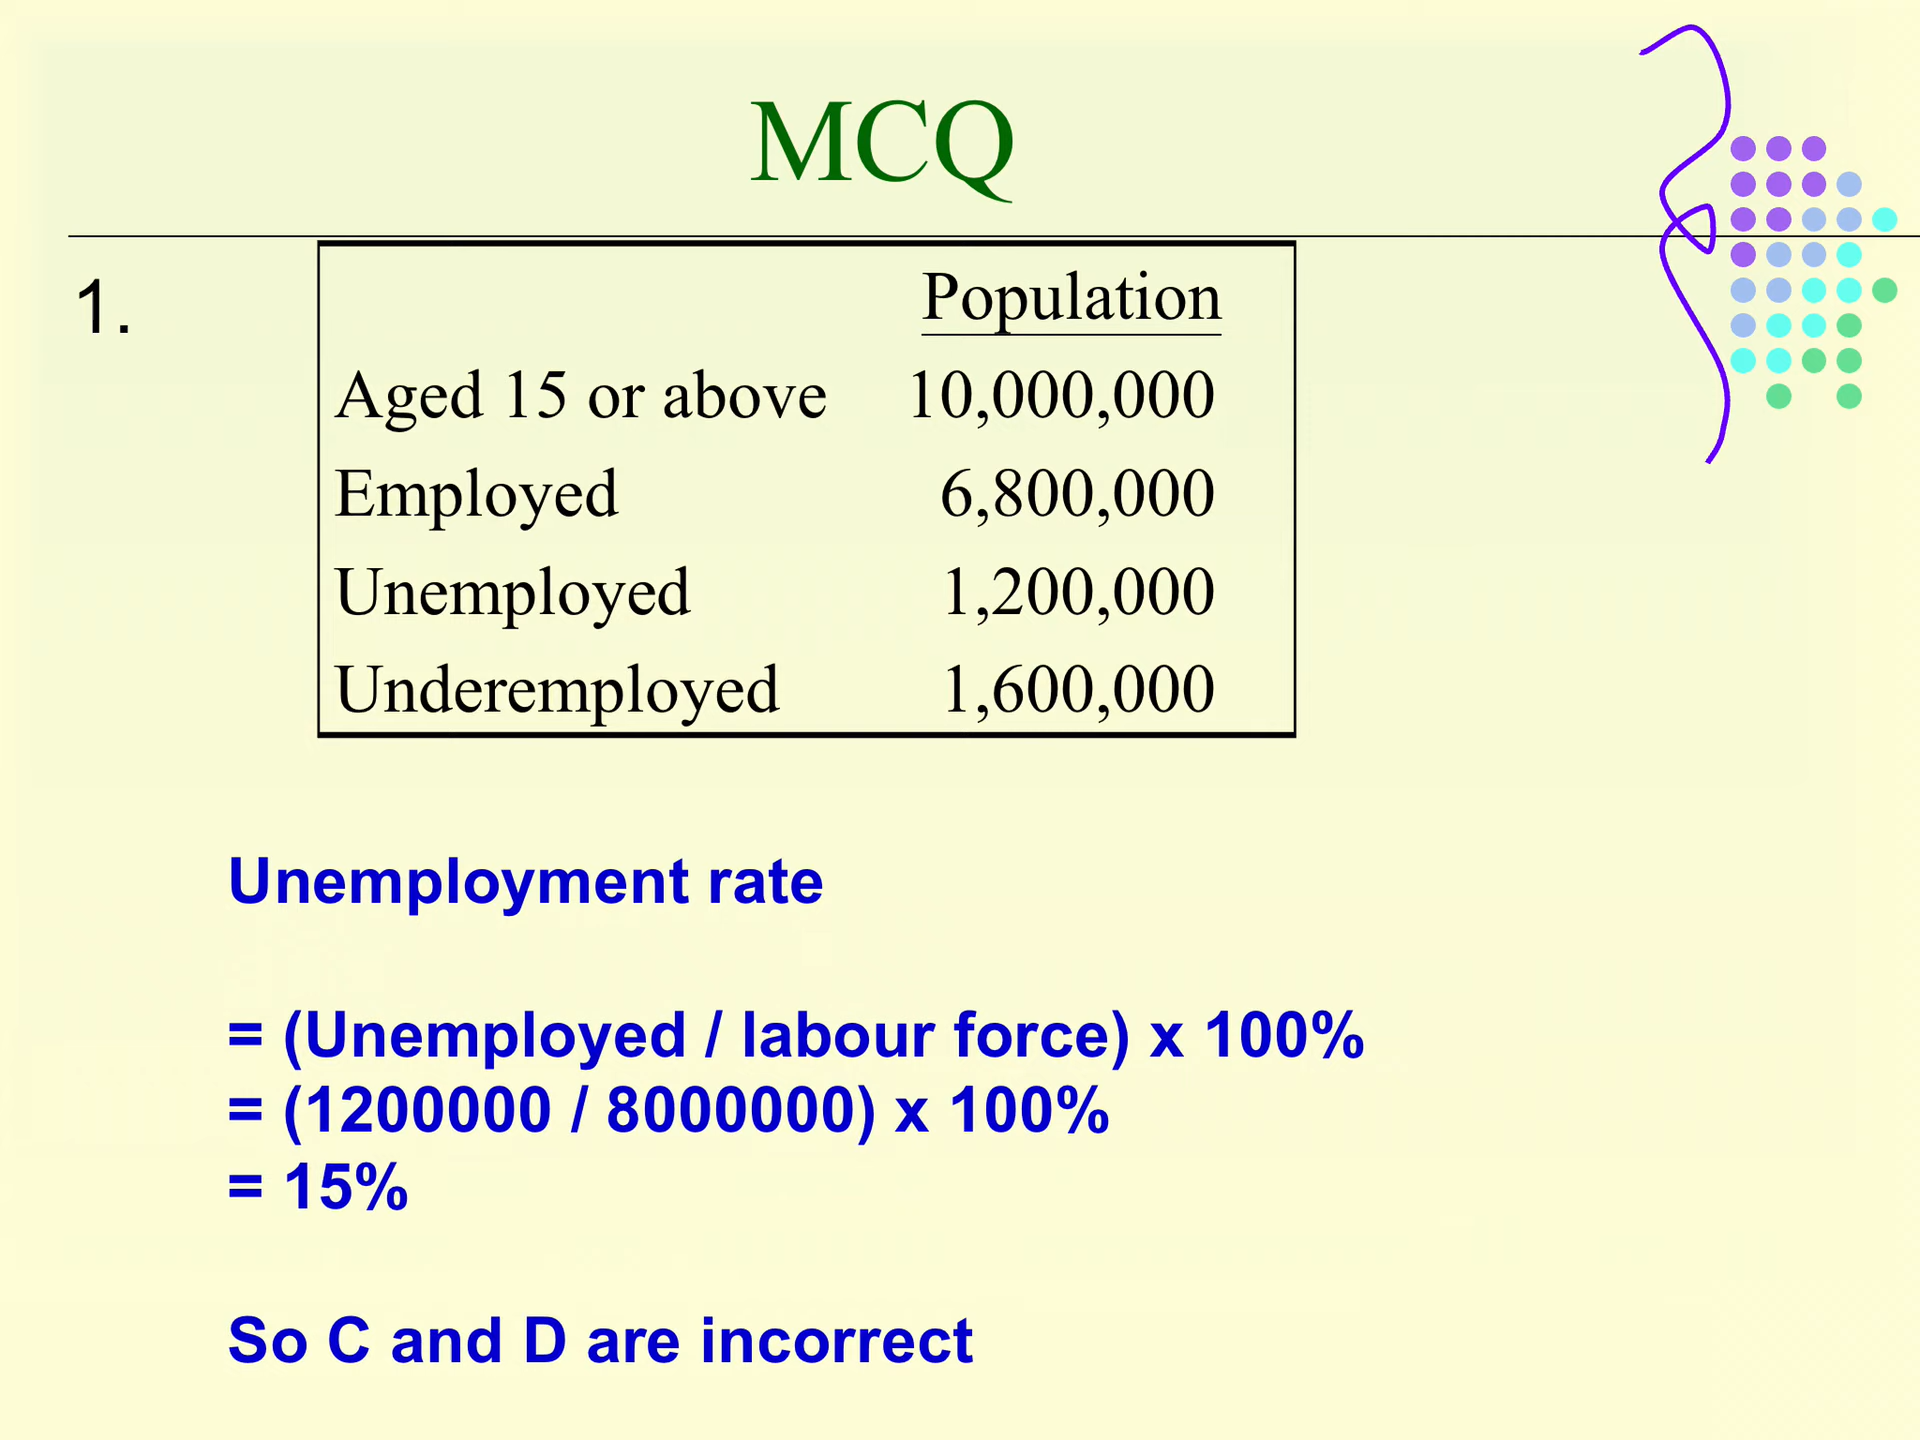 MCQ
1.
Population
Aged 15 or above 10,000,000
Employed 6,800,000
Unemployed 1,200,000
Underemployed 1,600,000
Unemployment rate
= (Unemployed / labour force) x 100%
= (1200000 / 8000000) x 100%
= 15%
So C and D are incorrect